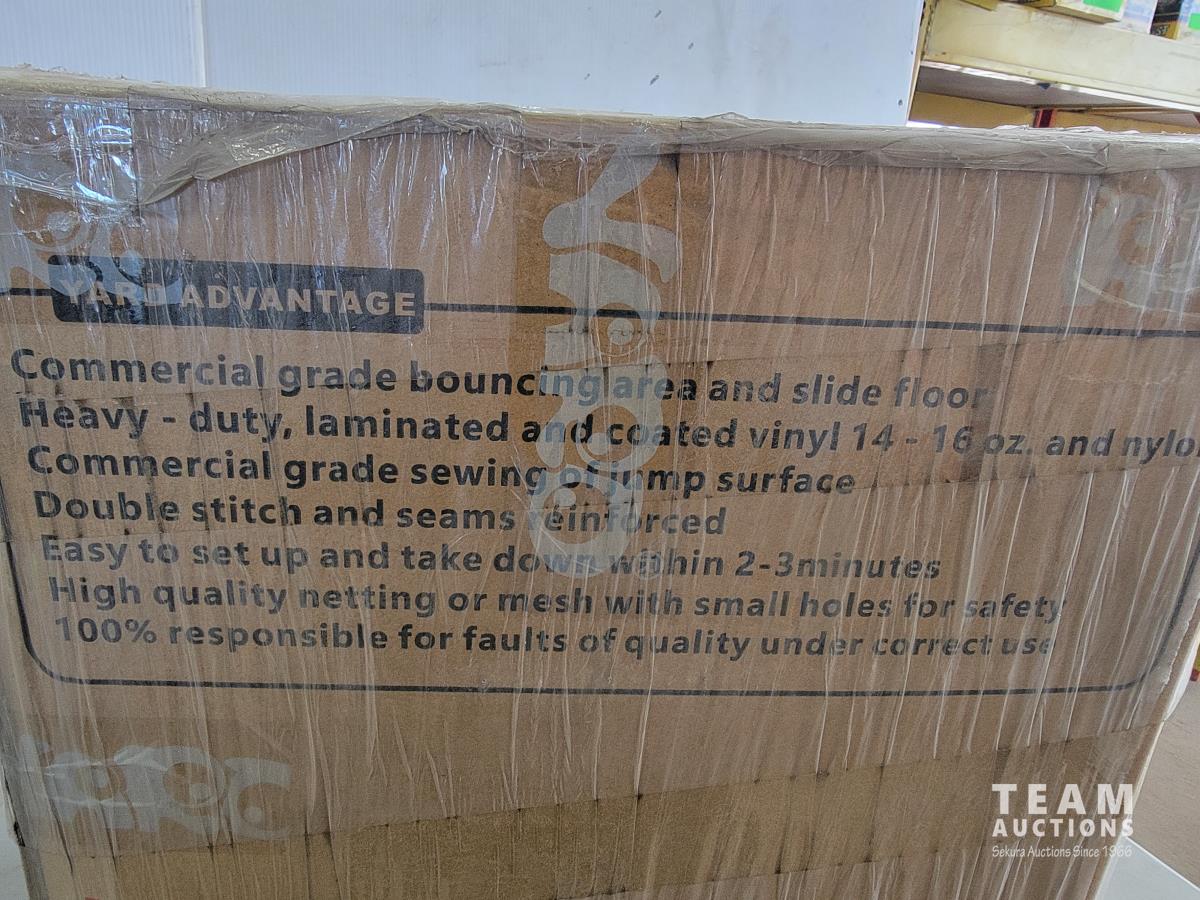 YARD ADVANTAGE
Commercial grade bouncing area and slide floor
Heavy - duty, laminated and coated vinyl 14 - 16 oz. and
Commercial grade sewing of jump surface
Double stitch and seams reinforced
Easy to set up and take down within 2-3minutes
High quality netting or mesh with small holes for safety
100% responsible for faults of quality under correct use
TEAM
AUCTIONS
Sekura Auctions Since 1966